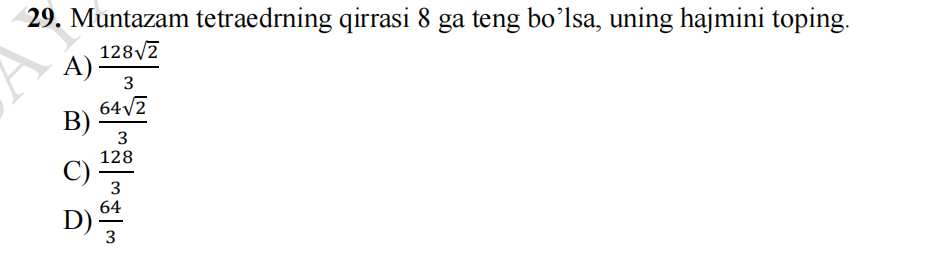 29. Muntazam tetraedrning qirrasi 8 ga teng bo’lsa, uning hajmini toping.
A) 128√2/3
B) 64√2/3
C) 128/3
D) 64/3